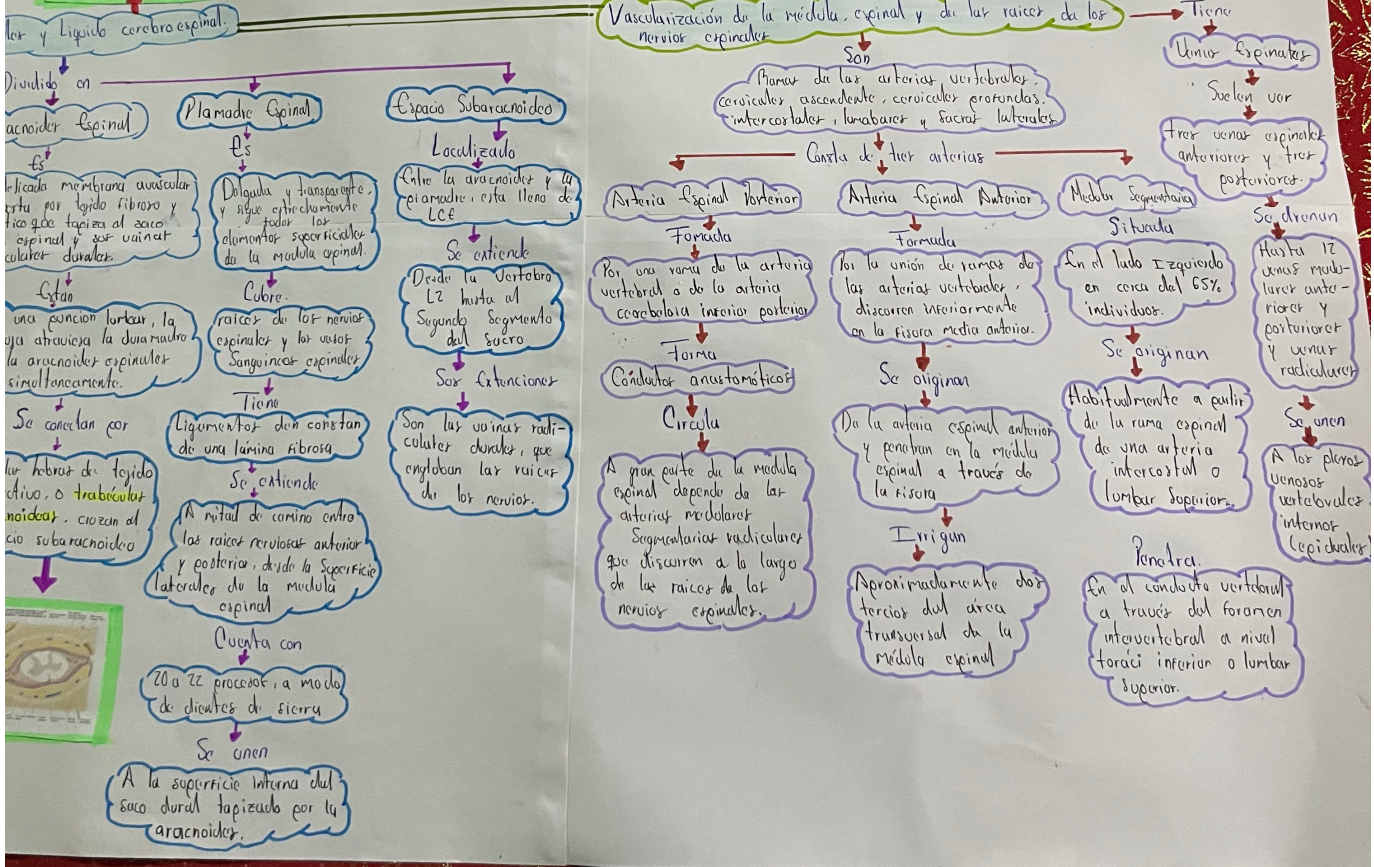 y Liquido cerebro espinal.
Dividido en
acnoides Espinal
Es
elicada membrana avascular
por tejido fibroso y
tico que tapiza al saco
espinal y sus vainas
culares durales.
Estan
una puncion lumbar, la
uja atraviesa la duramadre
la aracnoides espinales
simultaneamente.
Se conectan por
hebras de tejido
ctivo, o trabéculas
noideas, cruzan el
cio subaracnoideo
Piamadre Espinal
Es
Delgada y transparente,
y sigue estrechamente
todos los
elementos superficiales
de la medula espinal.
Cubre.
raices de los nervios
espinales y los vasos
Sanguineos espinales
Tiene
Ligamentos den constan
de una lámina fibrosa
Se extiende
A mitad de camino entre
las raices nerviosas anterior
y posterior, desde la superficie
laterales de la medula
espinal
Cuenta con
20 a 22 procesos, a modo
de dientes de sierra
Se unen
A la superficie interna del
saco dural tapizado por la
aracnoides.
Espacio Subaracnoideo
Localizado
Entre la aracnoides y la
piamadre, esta lleno de
LCE
Se extiende
Desde la vertebra
L2 hasta el
Segundo Segmento
del sacro
Sus Extenciones
Son las vainas radi-
culares durales, que
engloban las raices
de los nervios.
Vascularización de la médula espinal y de las raices de los
nervios espinales
Son
Ramas de las arterias vertebrales,
cervicales ascendente, cervicales profundas,
intercostales, lumabares y sacras laterales
Consta de tres arterias
Arteria Espinal Posterior
Formada
Por una rama de la arteria
vertebral o de la arteria
cerebelosa inferior posterior
Forma
Conductos anastomóticos
Circula
A gran parte de la medula
espinal depende de las
arterias medulares
Segmentarias radiculares
que discurren a lo largo
de las raices de los
nervios espinales.
Arteria Espinal Anterior
Formada
Por la unión de ramas de
las arterias vertebrales,
discurren inferiormente
en la fisura media anterior.
Se originan
De la arteria espinal anterior
y penetran en la médula
espinal a través de
la fisura
Irrigan
Aproximadamente dos
tercios del área
transversal de la
médula espinal
Medular Segmentaria
Situada
En el lado Izquierdo
en cerca del 65%
individuos.
Se originan
Habitualmente a partir
de la rama espinal
de una arteria
intercostal o
lumbar Superior.
Penetra.
En el conducto vertebral
a través del foramen
intervertebral a nivel
toráci inferior o lumbar
superior.
Tiene
Venas Espinales
Suelen ver
tres venas espinales
anteriores y tres
posteriores.
Se drenan
Hasta 12
venas medu-
lares ante-
riores y
posteriores
y venas
radiculares
Se unen
A los plexos
venosos
vertebrales
internos
(epidurales)